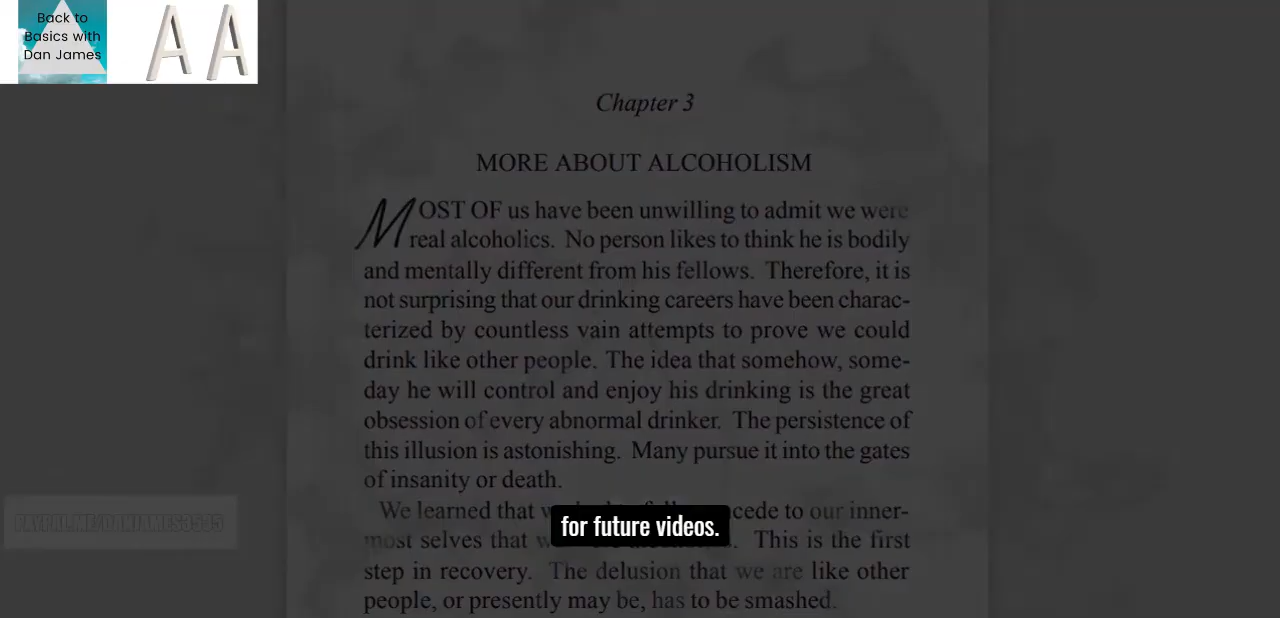 Back to
Basics with
Dan James
A A
Chapter 3
MORE ABOUT ALCOHOLISM
MOST OF us have been unwilling to admit we were
real alcoholics. No person likes to think he is bodily
and mentally different from his fellows. Therefore, it is
not surprising that our drinking careers have been charac-
terized by countless vain attempts to prove we could
drink like other people. The idea that somehow, some-
day he will control and enjoy his drinking is the great
obsession of every abnormal drinker. The persistence of
this illusion is astonishing. Many pursue it into the gates
of insanity or death.
We learned that cede to our inner-
most selves that This is the first
step in recovery. The delusion that we are like other
people, or presently may be, has to be smashed.
for future videos.
PAYPAL.ME/DANJAMES3535